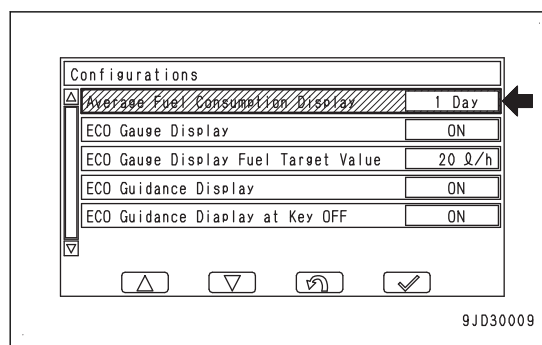 Configurations
Average Fuel Consumption Display 1 Day
ECO Gauge Display ON
ECO Gauge Display Fuel Target Value 20 ℓ/h
ECO Guidance Display ON
ECO Guidance Diaplay at Key OFF ON
9JD30009